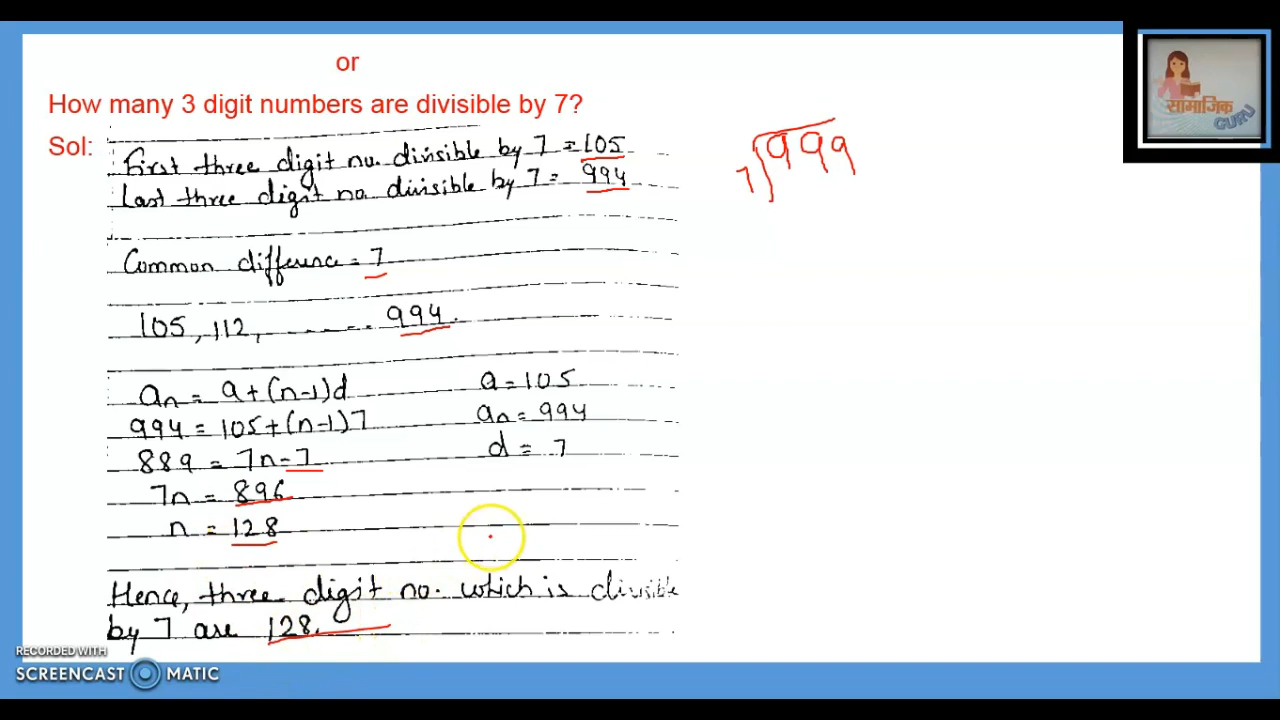 or
How many 3 digit numbers are divisible by 7?
Sol:
First three digit no. divisible by 7 = 105
Last three digit no. divisible by 7 = 994
Common difference = 7
105, 112, ------. 994.
an = a + (n-1)d
a = 105
994 = 105 + (n-1)7
an = 994
889 = 7n - 7
d = 7
7n = 896
n = 128
Hence, three digit no. which is divisible
by 7 are 128.
7 999
सामाजिक
GURU
RECORDED WITH
SCREENCAST MATIC